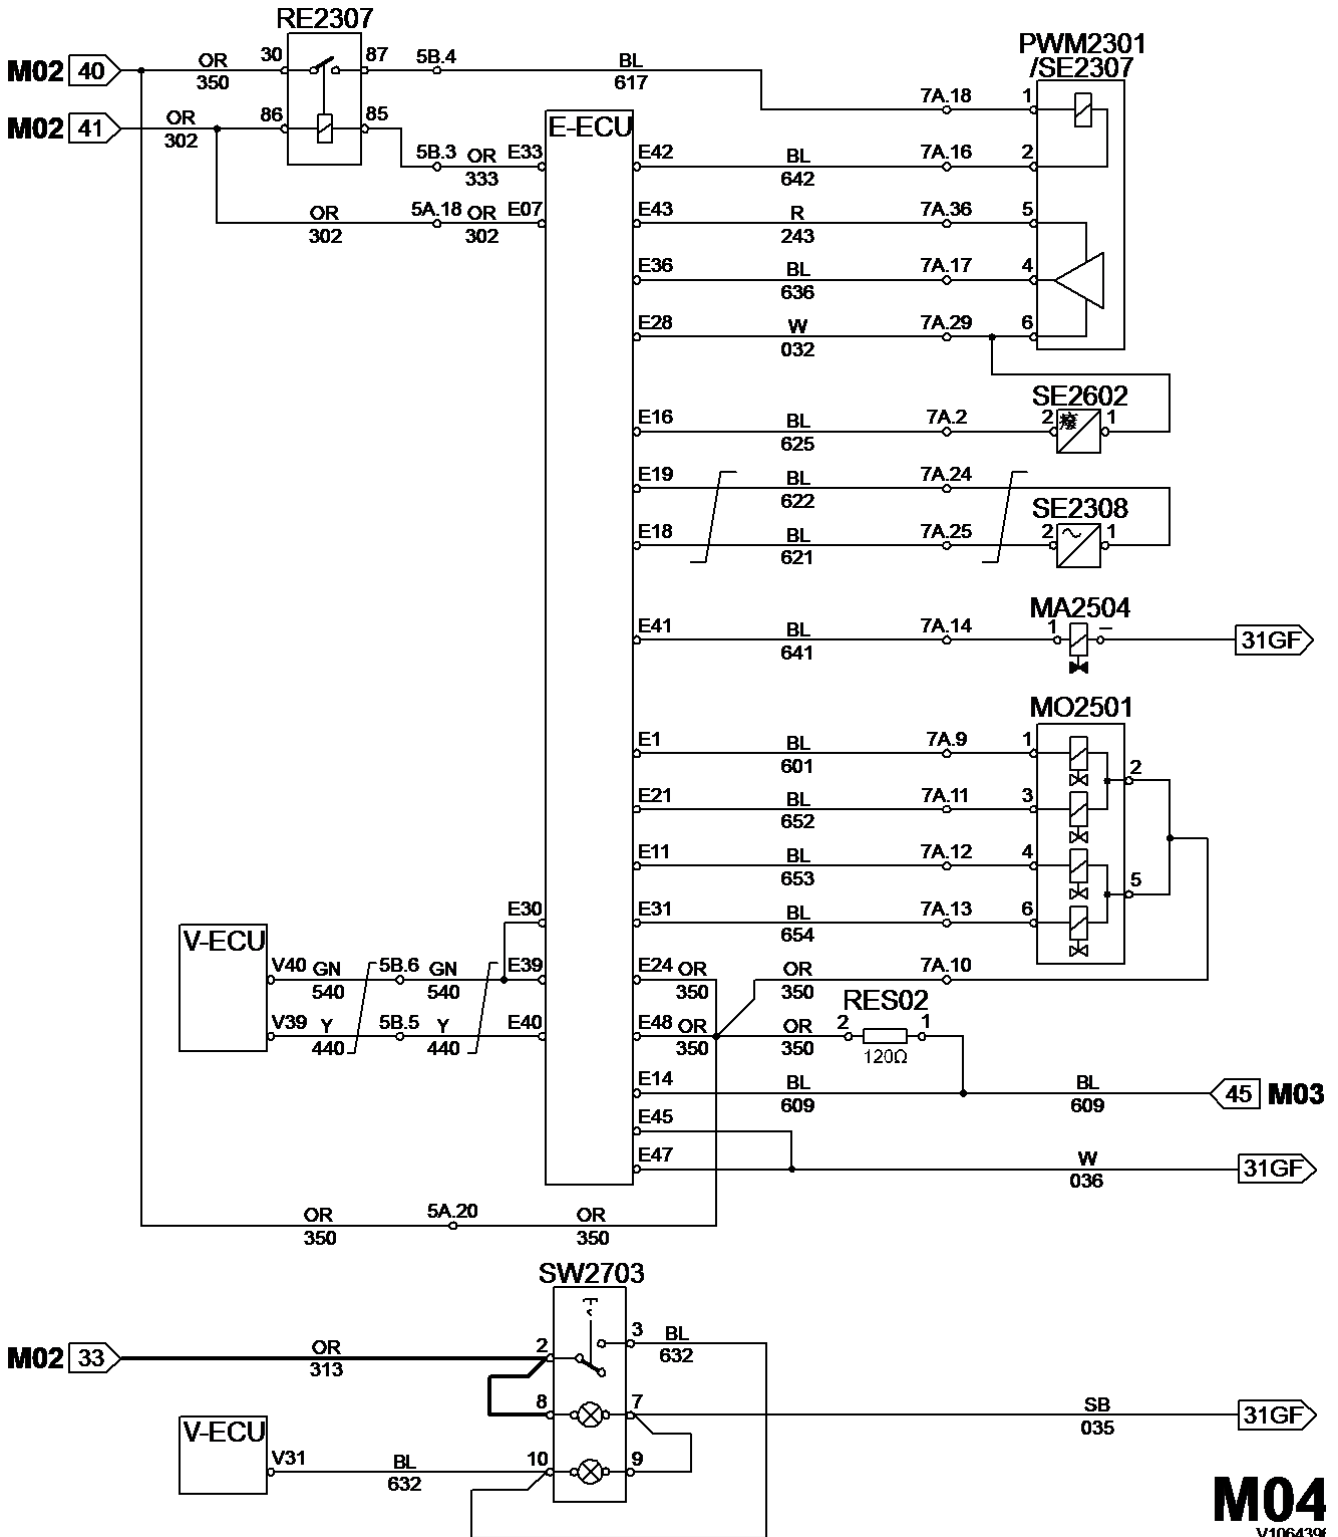 RE2307
M02 40 OR 350 30 87 5B.4 BL 617
PWM2301
/SE2307
7A.18 1
M02 41 OR 302 86 85
E-ECU
5B.3 OR 333 E33
E42 BL 642 7A.16 2
OR 302 5A.18 OR 302 E07
E43 R 243 7A.36 5
E36 BL 636 7A.17 4
E28 W 032 7A.29 6
SE2602
E16 BL 625 7A.2 2 1
E19 BL 622 7A.24
SE2308
E18 BL 621 7A.25 2 1
MA2504
E41 BL 641 7A.14 1 – 31GF
MO2501
E1 BL 601 7A.9 1
2
E21 BL 652 7A.11 3
E11 BL 653 7A.12 4
5
E30
E31 BL 654 7A.13 6
V-ECU
V40 GN 540 5B.6 GN 540 E39
E24 OR 350 OR 350 7A.10
RES02
V39 Y 440 5B.5 Y 440 E40
E48 OR 350 OR 350 2 1
120Ω
E14 BL 609 BL 609 45 M03
E45
E47 W 036 31GF
OR 350 5A.20 OR 350
SW2703
M02 33 OR 313 2 3 BL 632
8 7 SB 035 31GF
V-ECU
V31 BL 632 10 9
M04